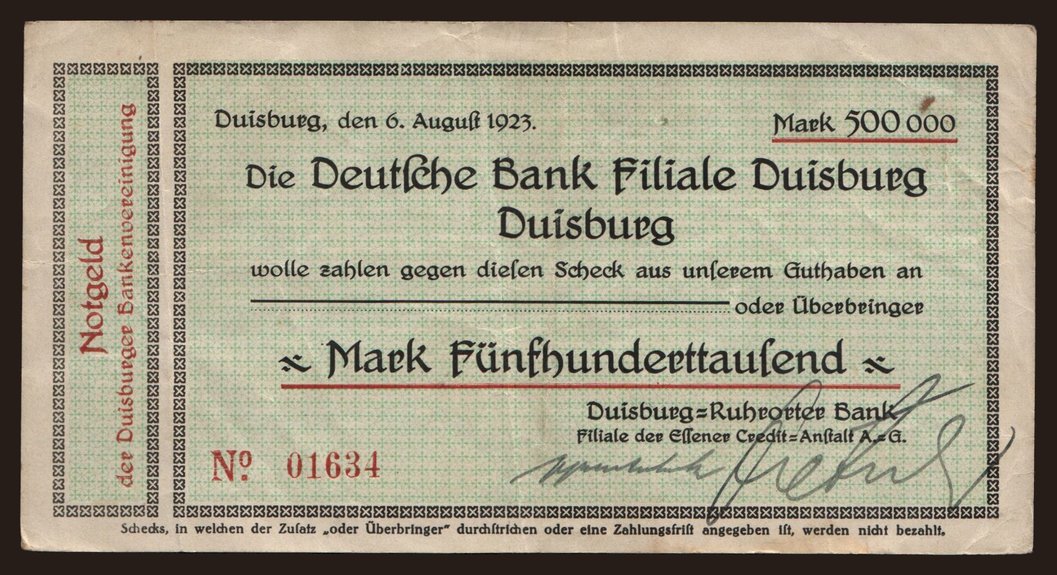 Notgeld
der Duisburger Bankenvereinigung
Duisburg, den 6. Auguſt 1923.
Mark 500 000
Die Deutſche Bank Filiale Duisburg
Duisburg
wolle zahlen gegen dieſen Scheck aus unſerem Guthaben an
oder Überbringer
Mark Fünfhunderttauſend
Duisburg=Ruhrorter Bank
Filiale der Eſſener Credit=Anſtalt A.=G.
Nº 01634
Schecks, in welchen der Zuſatz „oder Überbringer“ durchſtrichen oder eine Zahlungsfriſt angegeben iſt, werden nicht bezahlt.